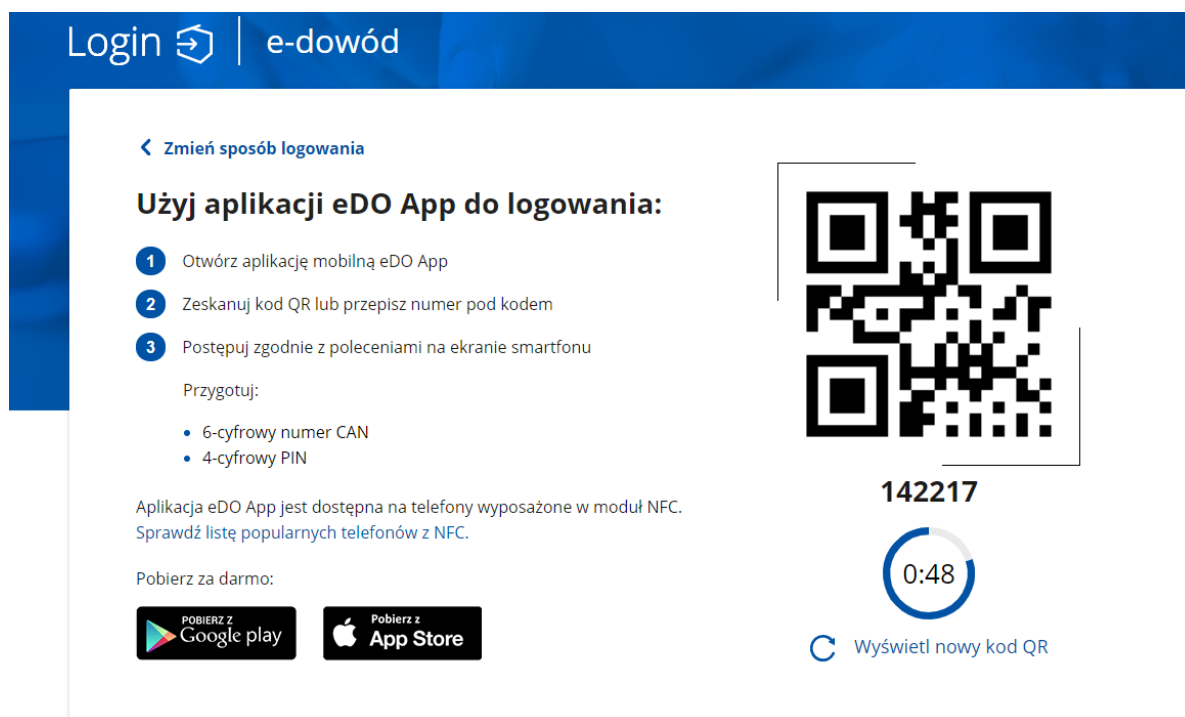 Login e-dowód
Zmień sposób logowania
Użyj aplikacji eDO App do logowania:
1 Otwórz aplikację mobilną eDO App
2 Zeskanuj kod QR lub przepisz numer pod kodem
3 Postępuj zgodnie z poleceniami na ekranie smartfonu
Przygotuj:
• 6-cyfrowy numer CAN
• 4-cyfrowy PIN
Aplikacja eDO App jest dostępna na telefony wyposażone w moduł NFC.
Sprawdź listę popularnych telefonów z NFC.
Pobierz za darmo:
POBIERZ Z
Google play
Pobierz z
App Store
142217
0:48
Wyświetl nowy kod QR